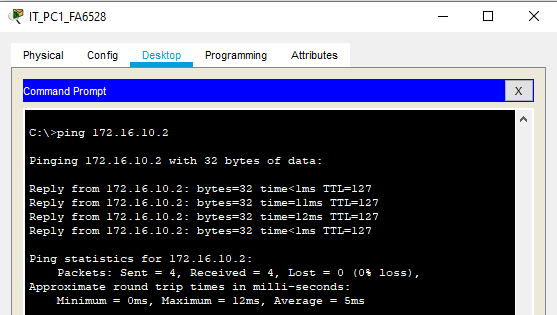 IT_PC1_FA6528
Physical Config Desktop Programming Attributes
Command Prompt X
C:\>ping 172.16.10.2
Pinging 172.16.10.2 with 32 bytes of data:
Reply from 172.16.10.2: bytes=32 time<1ms TTL=127
Reply from 172.16.10.2: bytes=32 time=11ms TTL=127
Reply from 172.16.10.2: bytes=32 time=12ms TTL=127
Reply from 172.16.10.2: bytes=32 time<1ms TTL=127
Ping statistics for 172.16.10.2:
Packets: Sent = 4, Received = 4, Lost = 0 (0% loss),
Approximate round trip times in milli-seconds:
Minimum = 0ms, Maximum = 12ms, Average = 5ms